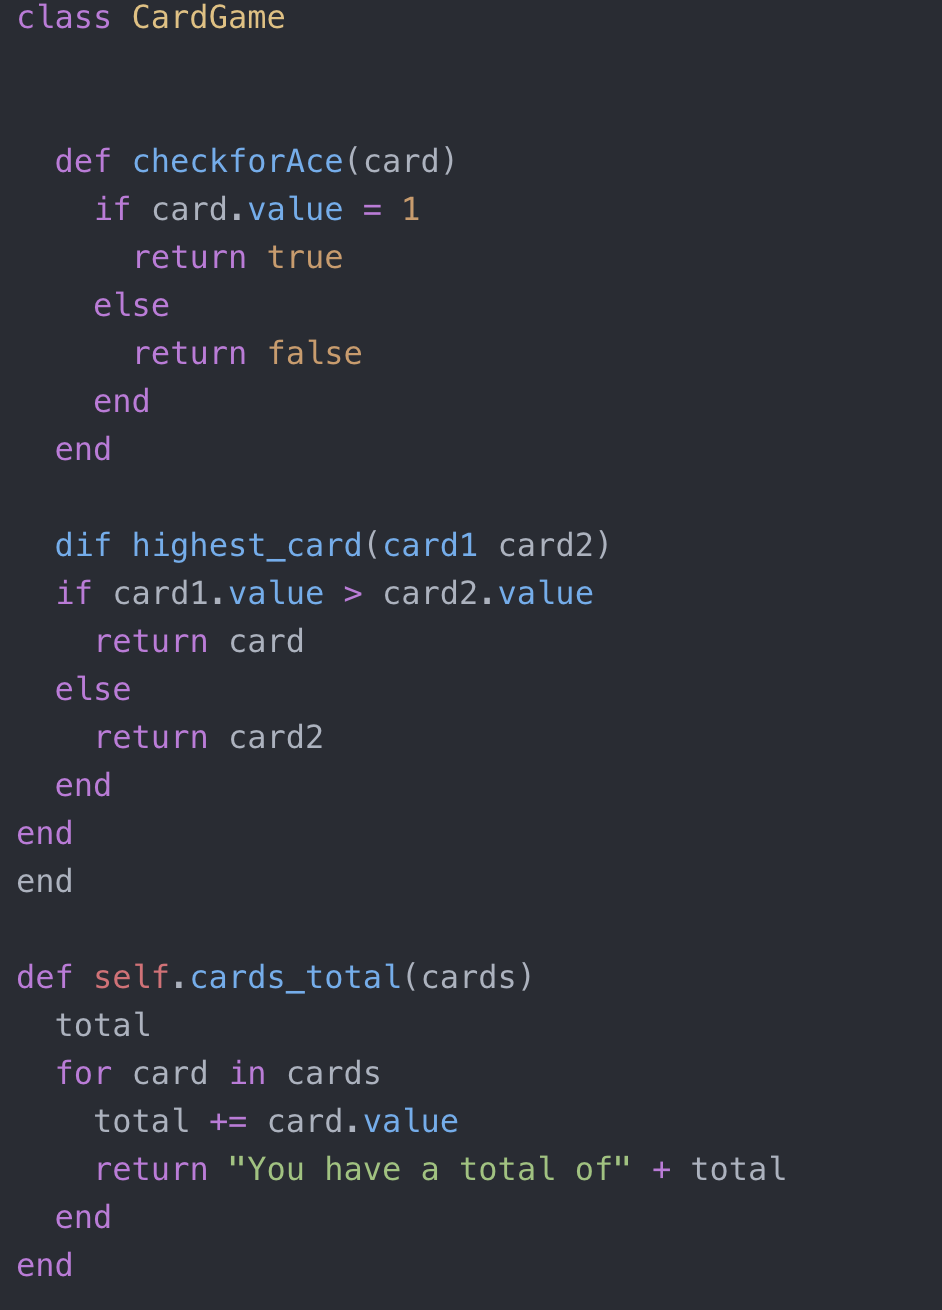 class CardGame
  def checkforAce(card)
    if card.value = 1
      return true
    else
      return false
    end
  end
  dif highest_card(card1 card2)
  if card1.value > card2.value
    return card
  else
    return card2
  end
end
end
def self.cards_total(cards)
  total
  for card in cards
    total += card.value
    return "You have a total of" + total
  end
end